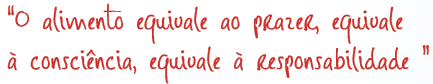 “O alimento equivale ao prazer, equivale
à consciência, equivale à responsabilidade ”